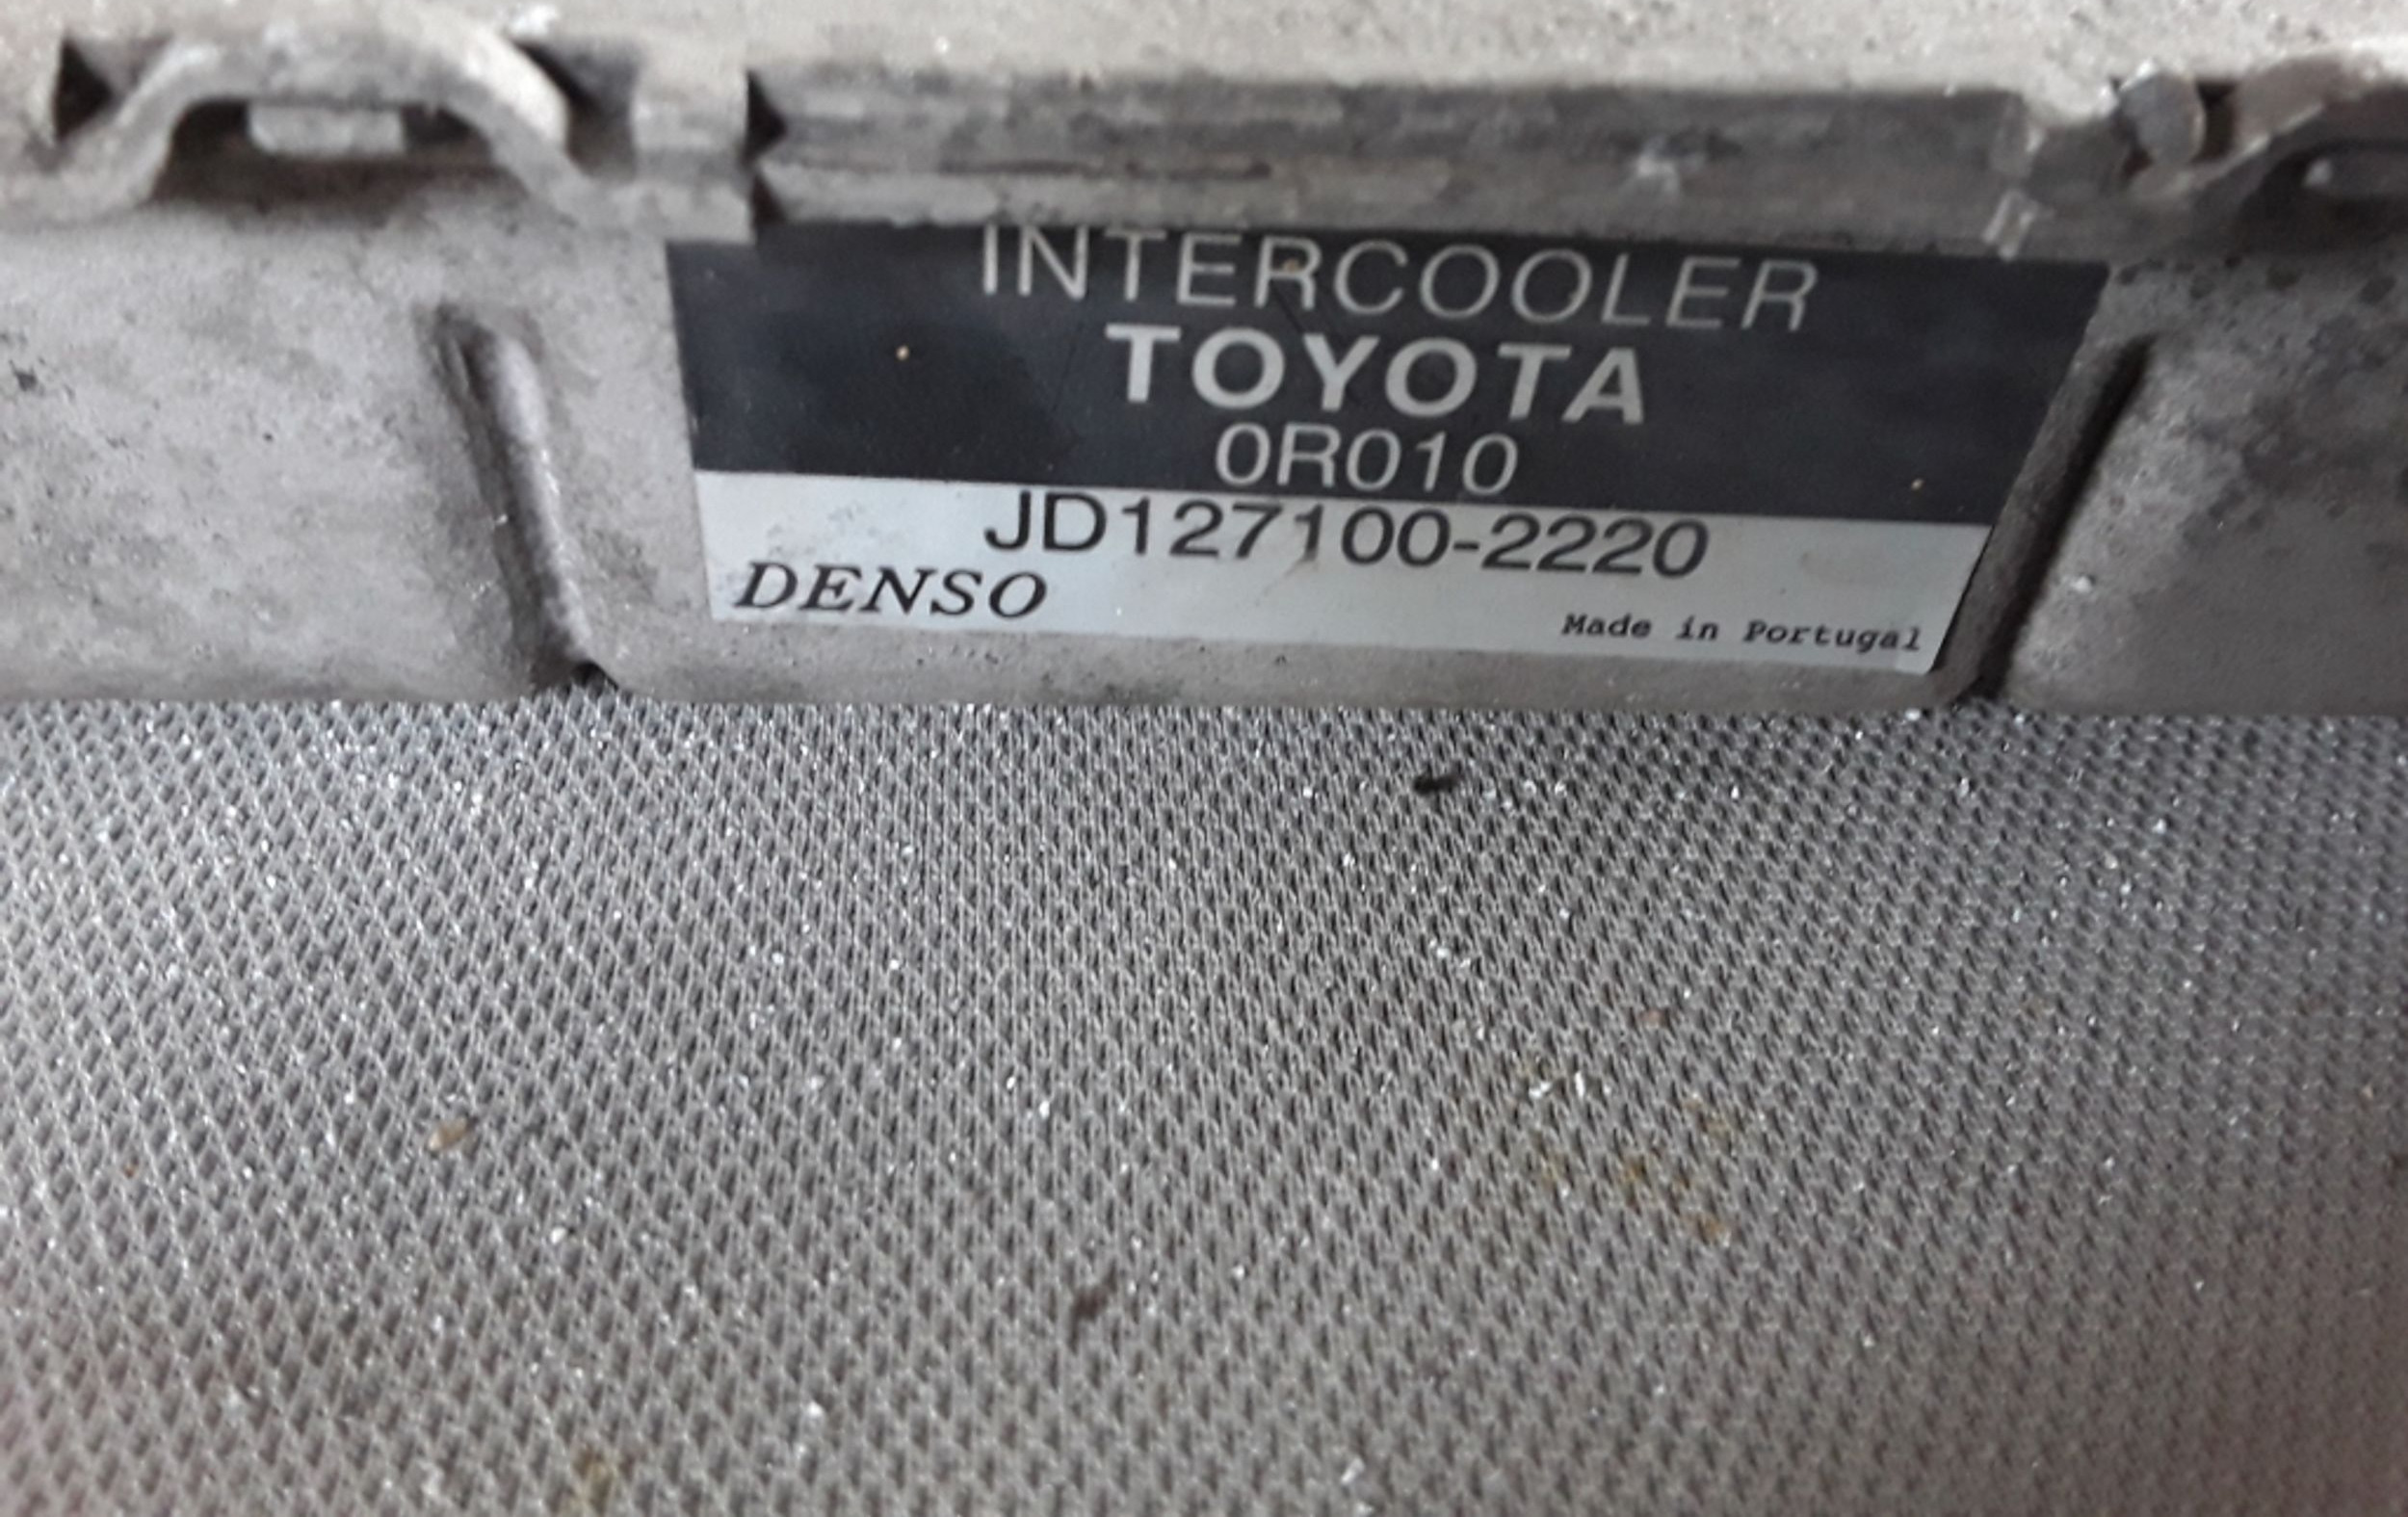 INTERCOOLER
TOYOTA
0R010
JD127100-2220
DENSO
Made in Portugal